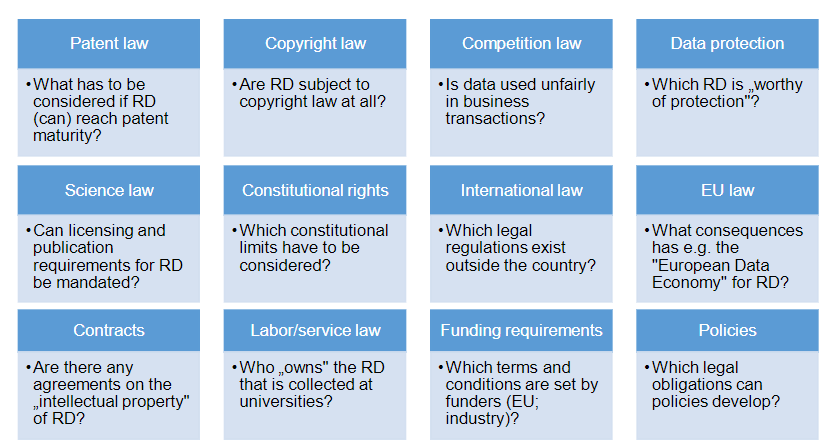 Patent law
•What has to be
considered if RD
(can) reach patent
maturity?
Copyright law
•Are RD subject to
copyright law at all?
Competition law
•Is data used unfairly
in business
transactions?
Data protection
•Which RD is „worthy
of protection"?
Science law
•Can licensing and
publication
requirements for RD
be mandated?
Constitutional rights
•Which constitutional
limits have to be
considered?
International law
•Which legal
regulations exist
outside the country?
EU law
•What consequences
has e.g. the
"European Data
Economy" for RD?
Contracts
•Are there any
agreements on the
„intellectual property"
of RD?
Labor/service law
•Who „owns" the RD
that is collected at
universities?
Funding requirements
•Which terms and
conditions are set by
funders (EU;
industry)?
Policies
•Which legal
obligations can
policies develop?